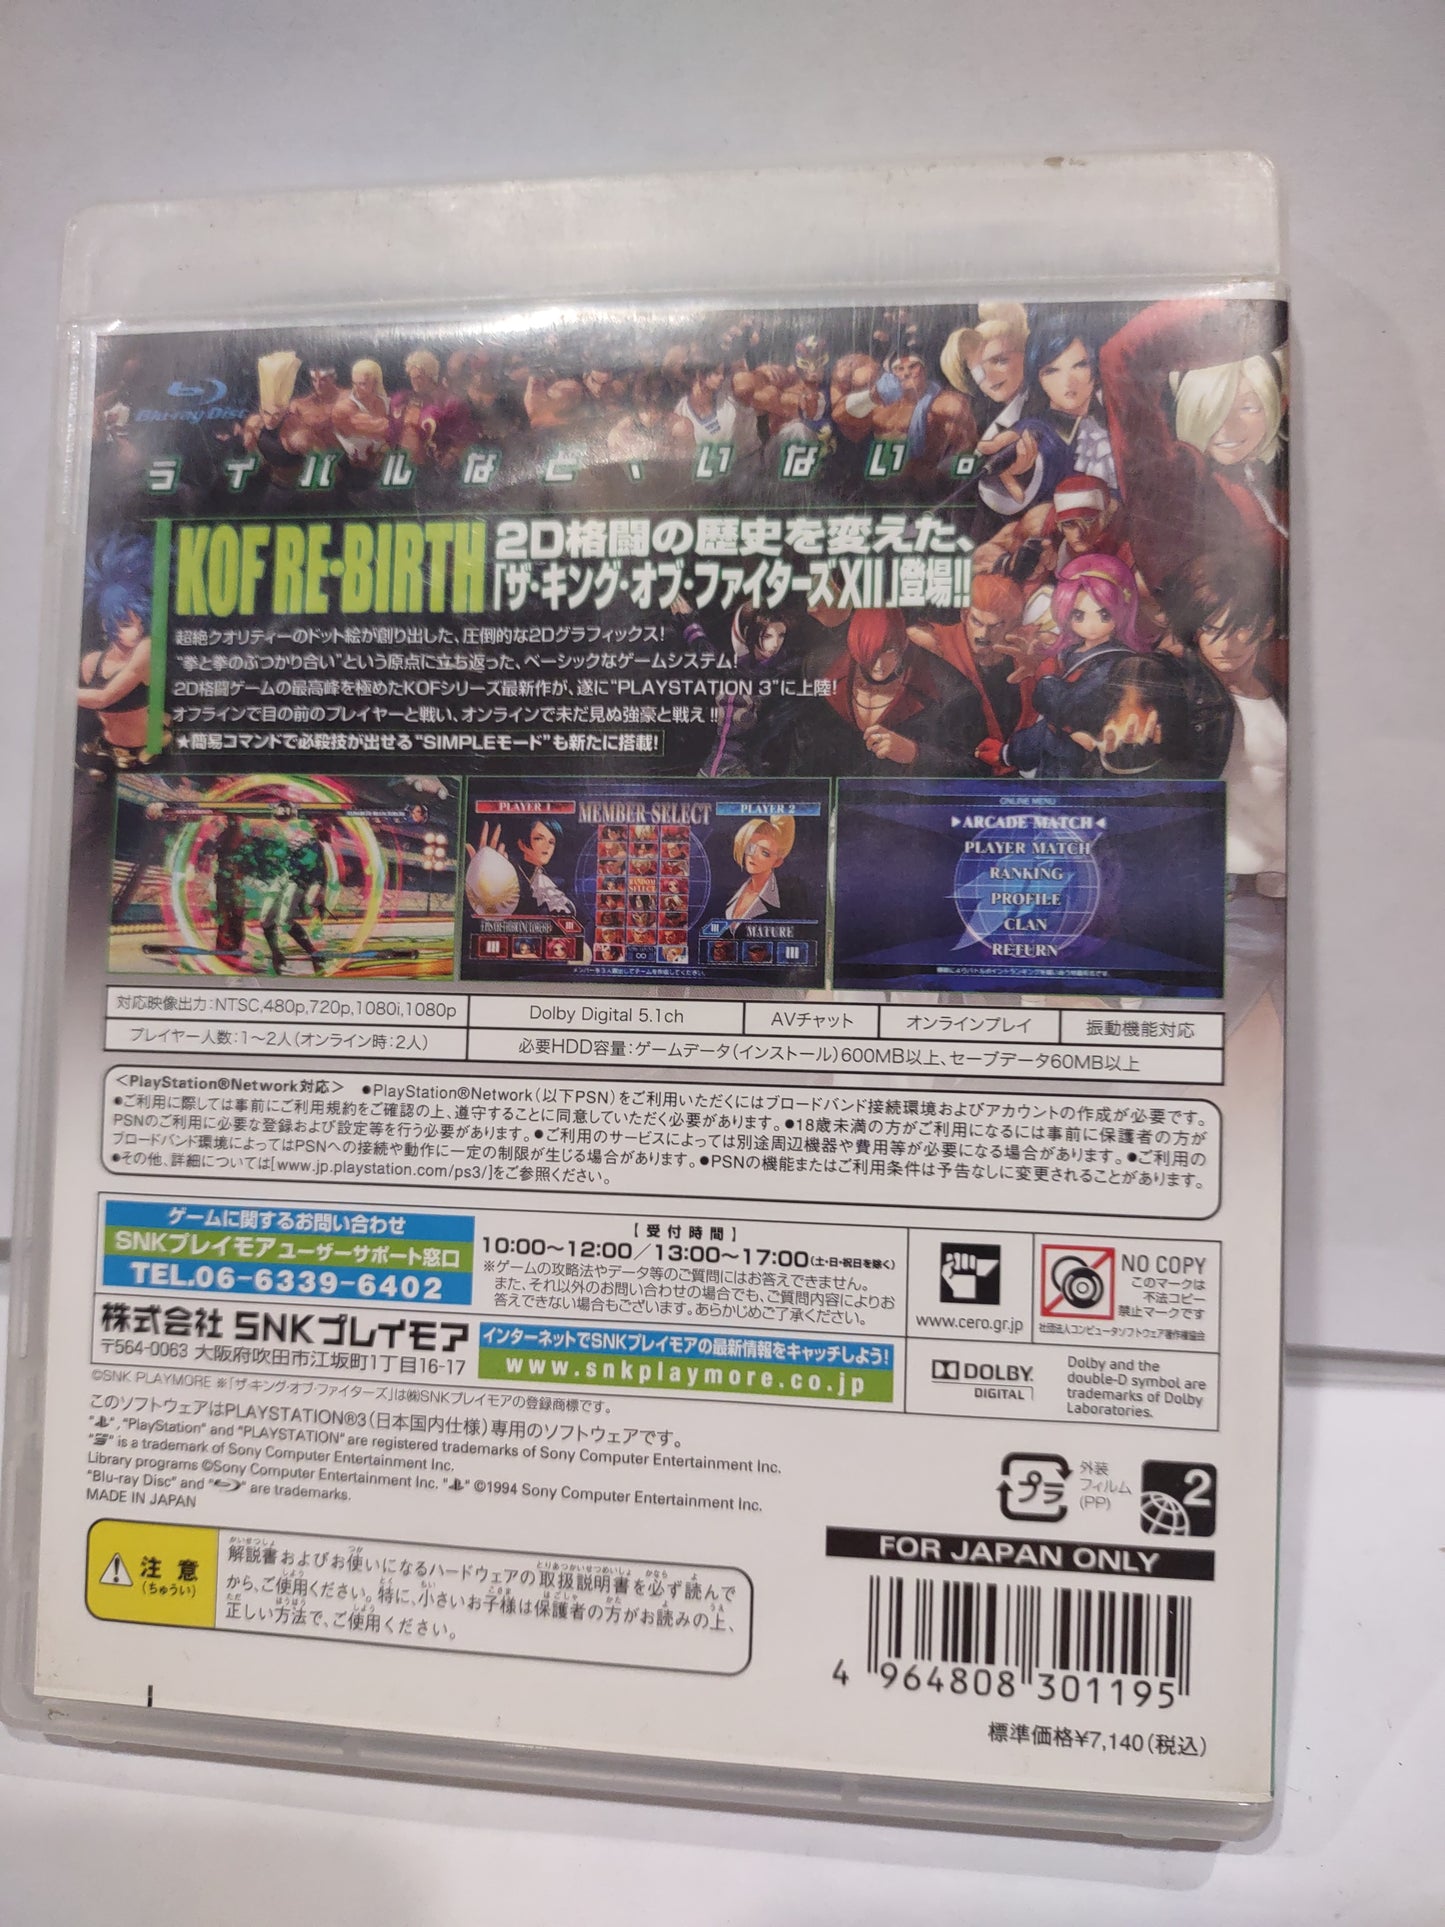 Blu-ray Disc
ライバルなど、いない。
KOF RE・BIRTH
2D格闘の歴史を変えた、
「ザ・キング・オブ・ファイターズXII」登場!!
超絶クオリティーのドット絵が創り出した、圧倒的な2Dグラフィックス!
“拳と拳のぶつかり合い”という原点に立ち返った、ベーシックなゲームシステム!
2D格闘ゲームの最高峰を極めたKOFシリーズ最新作が、遂に“PLAYSTATION 3”に上陸!
オフラインで目の前のプレイヤーと戦い、オンラインで未だ見ぬ強豪と戦え!!
★簡易コマンドで必殺技が出せる“SIMPLEモード”も新たに搭載!
PLAYER 1
MEMBER SELECT
PLAYER 2
RANDOM
SELECT
MATURE
メンバーを3人選出してチームを作成してください。
ONLINE MENU
▶ARCADE MATCH◀
PLAYER MATCH
RANKING
PROFILE
CLAN
RETURN
対応映像出力:NTSC,480p,720p,1080i,1080p
Dolby Digital 5.1ch
AVチャット
オンラインプレイ
振動機能対応
プレイヤー人数:1〜2人(オンライン時:2人)
必要HDD容量:ゲームデータ(インストール)600MB以上、セーブデータ60MB以上
<PlayStation®Network対応> ●PlayStation®Network(以下PSN)をご利用いただくにはブロードバンド接続環境およびアカウントの作成が必要です。
●ご利用に際しては事前にご利用規約をご確認の上、遵守することに同意していただく必要があります。●18歳未満の方がご利用になるには事前に保護者の方が
PSNのご利用に必要な登録および設定等を行う必要があります。●ご利用のサービスによっては別途周辺機器や費用等が必要になる場合があります。●ご利用の
ブロードバンド環境によってはPSNへの接続や動作に一定の制限が生じる場合があります。●PSNの機能またはご利用条件は予告なしに変更されることがあります。
●その他、詳細については[www.jp.playstation.com/ps3/]をご参照ください。
ゲームに関するお問い合わせ
SNKプレイモア ユーザーサポート窓口
TEL.06-6339-6402
【受付時間】
10:00〜12:00/13:00〜17:00(土・日・祝日を除く)
※ゲームの攻略法やデータ等のご質問にはお答えできません。
また、それ以外のお問い合わせの場合でも、ご質問内容によりお
答えできない場合もございます。あらかじめご了承ください。
www.cero.gr.jp
NO COPY
このマークは
不法コピー
禁止マークです
社団法人コンピュータソフトウェア著作権協会
株式会社 SNKプレイモア
〒564-0063 大阪府吹田市江坂町1丁目16-17
インターネットでSNKプレイモアの最新情報をキャッチしよう!
www.snkplaymore.co.jp
DOLBY
DIGITAL
Dolby and the
double-D symbol are
trademarks of Dolby
Laboratories.
©SNK PLAYMORE ※「ザ・キング・オブ・ファイターズ」は㈱SNKプレイモアの登録商標です。
このソフトウェアはPLAYSTATION®3(日本国内仕様)専用のソフトウェアです。
" ", "PlayStation" and "PLAYSTATION" are registered trademarks of Sony Computer Entertainment Inc.
" " is a trademark of Sony Computer Entertainment Inc.
Library programs ©Sony Computer Entertainment Inc. " " ©1994 Sony Computer Entertainment Inc.
"Blu-ray Disc" and " " are trademarks.
MADE IN JAPAN
プラ
外装
フィルム
(PP)
2
FOR JAPAN ONLY
注意
(ちゅうい)
解説書およびお使いになるハードウェアの取扱説明書を必ず読んで
から、ご使用ください。特に、小さいお子様は保護者の方がお読みの上、
正しい方法で、ご使用ください。
4 964808 301195
標準価格¥7,140(税込)